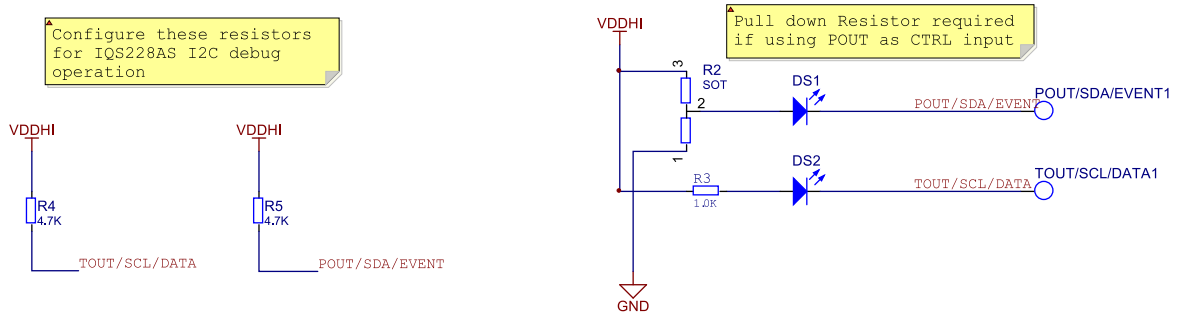 Configure these resistors
for IQS228AS I2C debug
operation
VDDHI
R4
4.7K
TOUT/SCL/DATA
VDDHI
R5
4.7K
POUT/SDA/EVENT
Pull down Resistor required
if using POUT as CTRL input
VDDHI
3
R2
SOT
2
1
DS1
POUT/SDA/EVENT
POUT/SDA/EVENT1
R3
1.0K
DS2
TOUT/SCL/DATA
TOUT/SCL/DATA1
GND